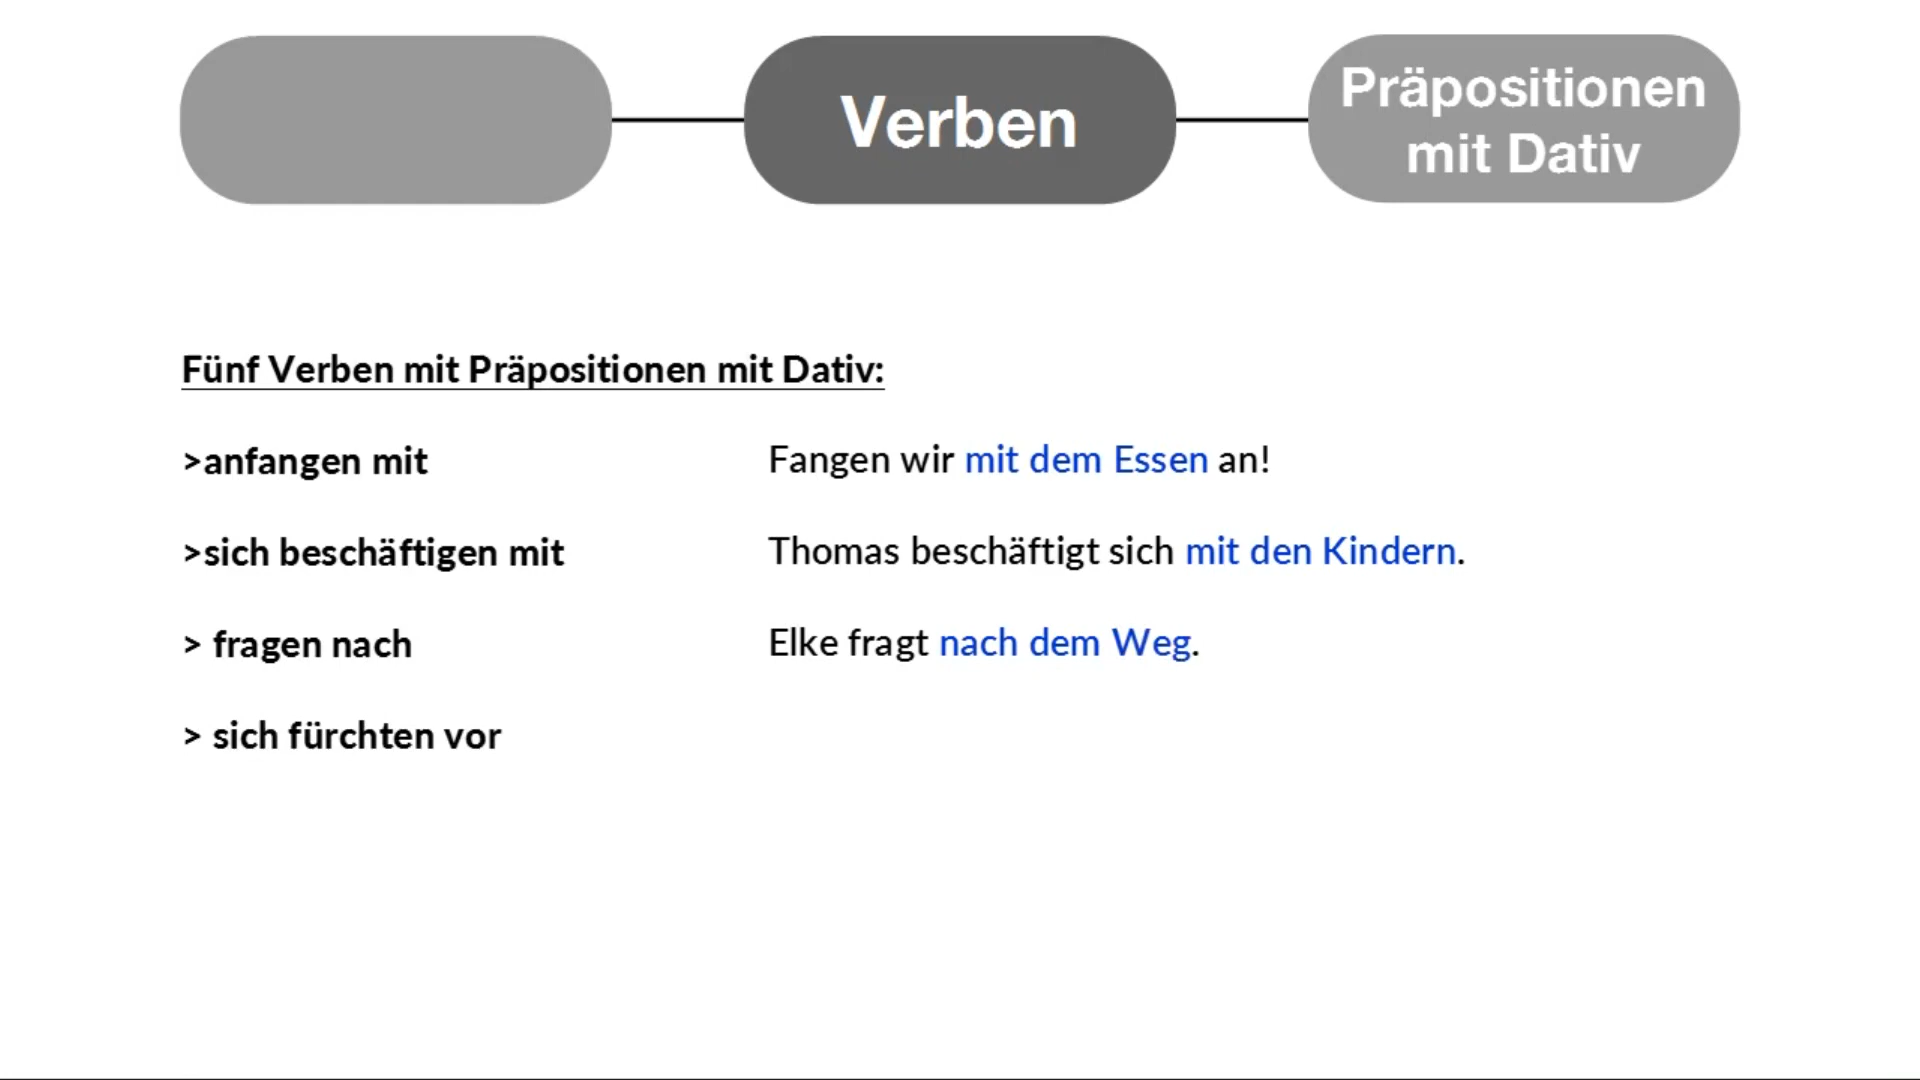 Verben
Präpositionen
mit Dativ
Fünf Verben mit Präpositionen mit Dativ:
>anfangen mit
Fangen wir mit dem Essen an!
>sich beschäftigen mit
Thomas beschäftigt sich mit den Kindern.
> fragen nach
Elke fragt nach dem Weg.
> sich fürchten vor